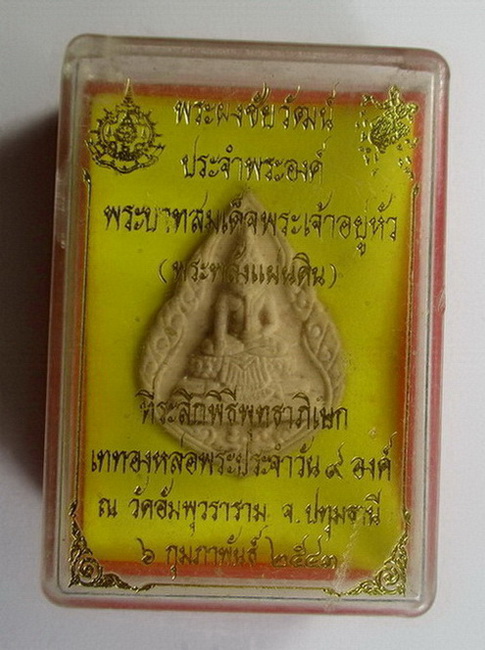 พระผงชัยวัฒน์
ประจำพระองค์
พระบาทสมเด็จพระเจ้าอยู่หัว
(พระพลังแผ่นดิน)
ที่ระลึกพิธีพุทธาภิเษก
เททองหล่อพระประจำวัน ๙ องค์
ณ วัดอัมพุวราราม จ.ปทุมธานี
๖ กุมภาพันธ์ ๒๕๔๓